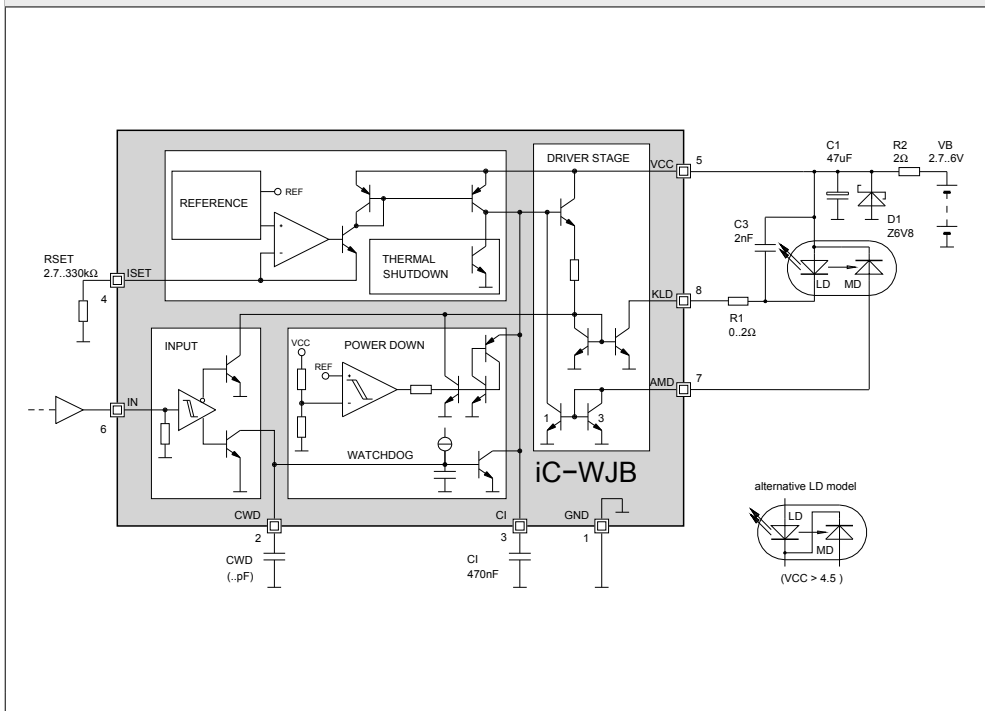 DRIVER STAGE
C1
47uF
R2
2Ω
VB
2.7..6V
VCC
5
REFERENCE
REF
+
-
D1
Z6V8
C3
2nF
THERMAL
SHUTDOWN
RSET
2.7..330kΩ
ISET
4
LD
MD
KLD
8
R1
0..2Ω
INPUT
VCC
POWER DOWN
REF
+
-
AMD
7
IN
6
1
3
WATCHDOG
iC-WJB
CWD
2
CI
3
GND
1
CWD
(..pF)
CI
470nF
alternative LD model
LD
MD
(VCC > 4.5 )